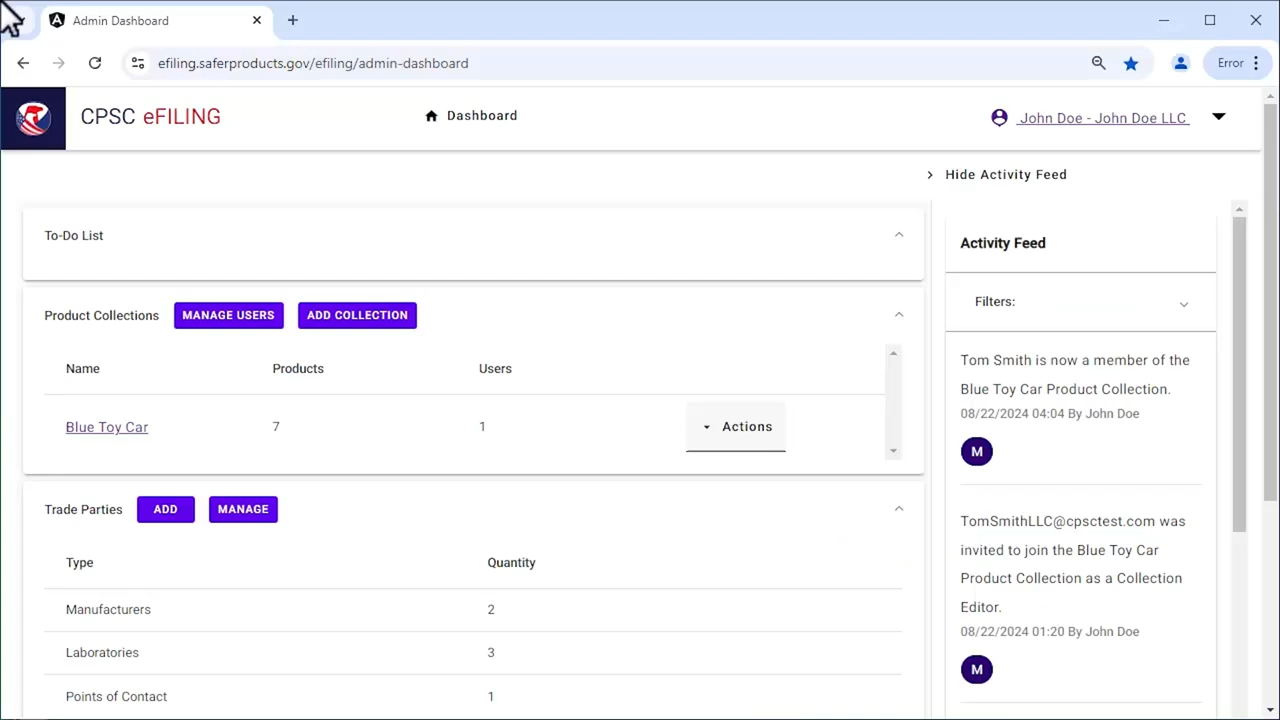 Admin Dashboard
efiling.saferproducts.gov/efiling/admin-dashboard
Error
CPSC eFILING
Dashboard
John Doe - John Doe LLC
Hide Activity Feed
To-Do List
Product Collections
MANAGE USERS
ADD COLLECTION
Name
Products
Users
Blue Toy Car
7
1
Actions
Trade Parties
ADD
MANAGE
Type
Quantity
Manufacturers
2
Laboratories
3
Points of Contact
1
Activity Feed
Filters:
Tom Smith is now a member of the
Blue Toy Car Product Collection.
08/22/2024 04:04 By John Doe
M
TomSmithLLC@cpsctest.com was
invited to join the Blue Toy Car
Product Collection as a Collection
Editor.
08/22/2024 01:20 By John Doe
M